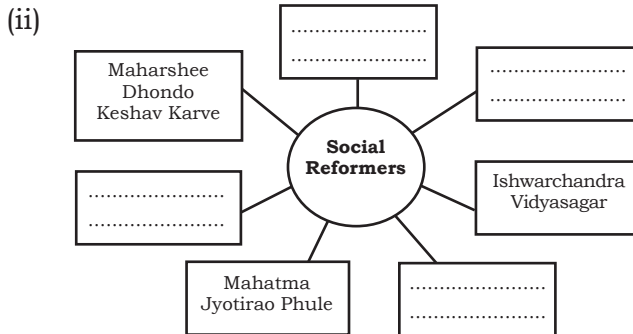 (ii)
........................
........................
Maharshee
Dhondo
Keshav Karve
........................
........................
Social
Reformers
Ishwarchandra
Vidyasagar
........................
........................
Mahatma
Jyotirao Phule
........................
........................